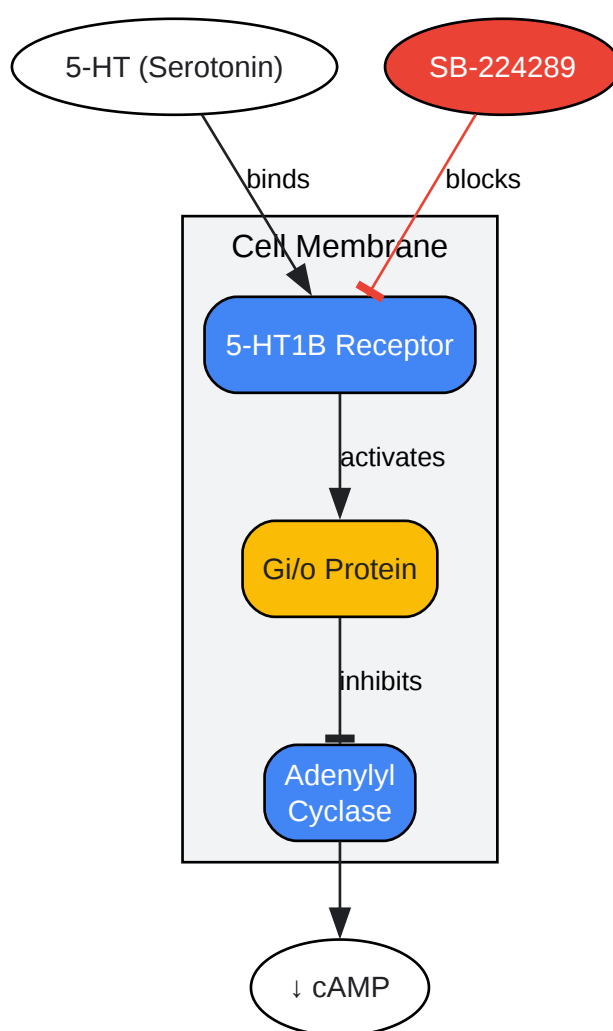 5-HT (Serotonin)
SB-224289
binds
blocks
Cell Membrane
5-HT1B Receptor
activates
Gi/o Protein
inhibits
Adenylyl
Cyclase
↓ cAMP